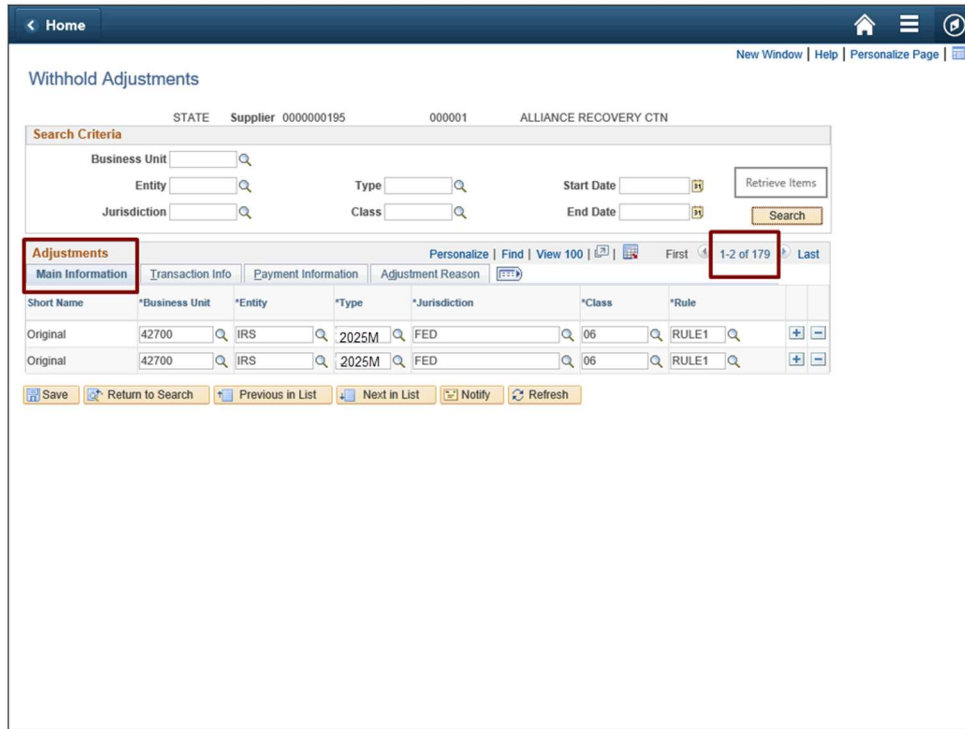 Home
New Window | Help | Personalize Page |
Withhold Adjustments
STATE Supplier 0000000195 000001 ALLIANCE RECOVERY CTN
Search Criteria
Business Unit
Entity Type Start Date Retrieve Items
Jurisdiction Class End Date Search
Adjustments Personalize | Find | View 100 | | First 1-2 of 179 Last
Main Information Transaction Info Payment Information Adjustment Reason
Short Name *Business Unit *Entity *Type *Jurisdiction *Class *Rule
Original 42700 IRS 2025M FED 06 RULE1
Original 42700 IRS 2025M FED 06 RULE1
Save Return to Search Previous in List Next in List Notify Refresh